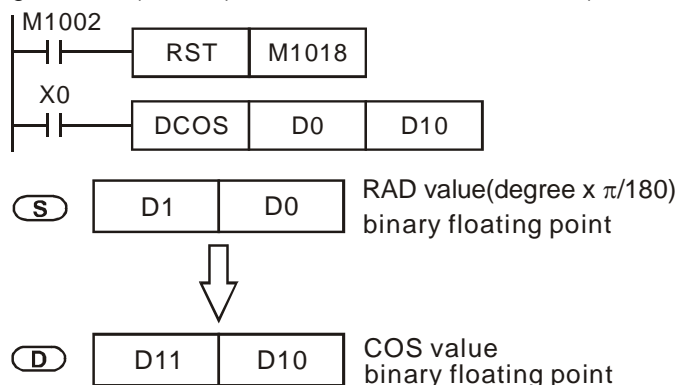 M1002
RST M1018
X0
DCOS D0 D10
S D1 D0 RAD value(degree x π/180)
binary floating point
D D11 D10 COS value
binary floating point